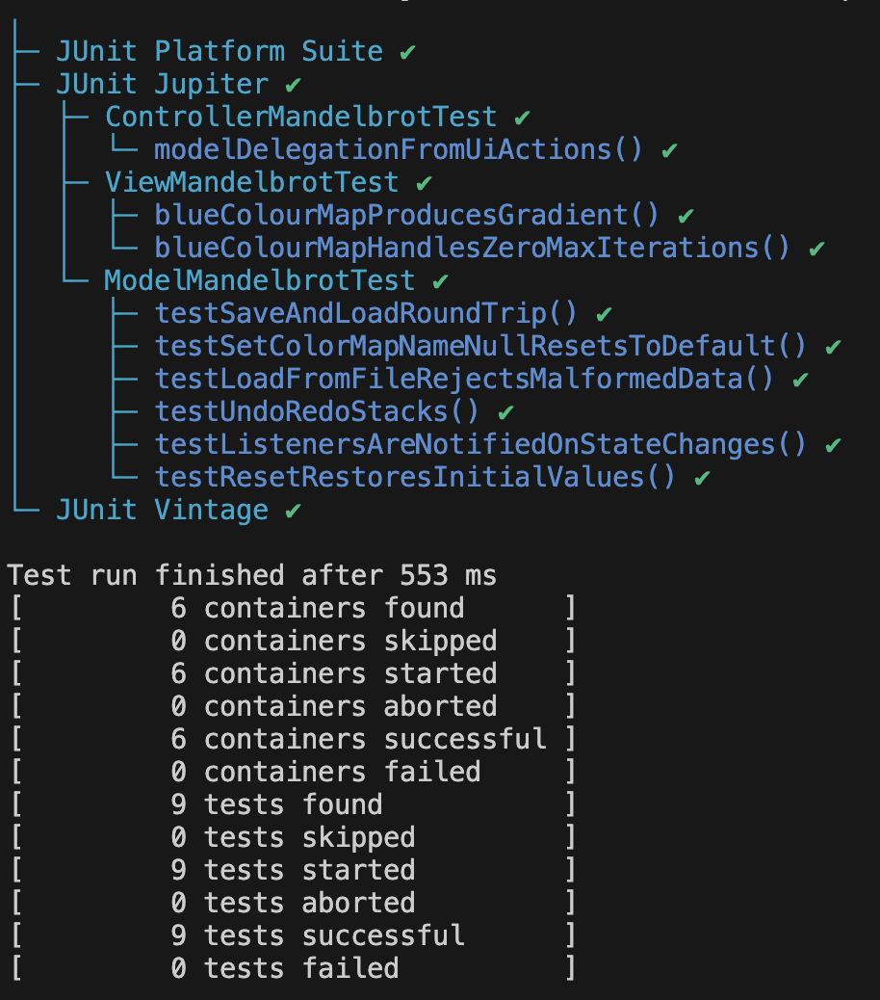 ├─ JUnit Platform Suite ✔
├─ JUnit Jupiter ✔
│  ├─ ControllerMandelbrotTest ✔
│  │  └─ modelDelegationFromUiActions() ✔
│  ├─ ViewMandelbrotTest ✔
│  │  ├─ blueColourMapProducesGradient() ✔
│  │  └─ blueColourMapHandlesZeroMaxIterations() ✔
│  └─ ModelMandelbrotTest ✔
│     ├─ testSaveAndLoadRoundTrip() ✔
│     ├─ testSetColorMapNameNullResetsToDefault() ✔
│     ├─ testLoadFromFileRejectsMalformedData() ✔
│     ├─ testUndoRedoStacks() ✔
│     ├─ testListenersAreNotifiedOnStateChanges() ✔
│     └─ testResetRestoresInitialValues() ✔
└─ JUnit Vintage ✔
Test run finished after 553 ms
[         6 containers found      ]
[         0 containers skipped    ]
[         6 containers started    ]
[         0 containers aborted    ]
[         6 containers successful ]
[         0 containers failed     ]
[         9 tests found           ]
[         0 tests skipped         ]
[         9 tests started         ]
[         0 tests aborted         ]
[         9 tests successful      ]
[         0 tests failed          ]